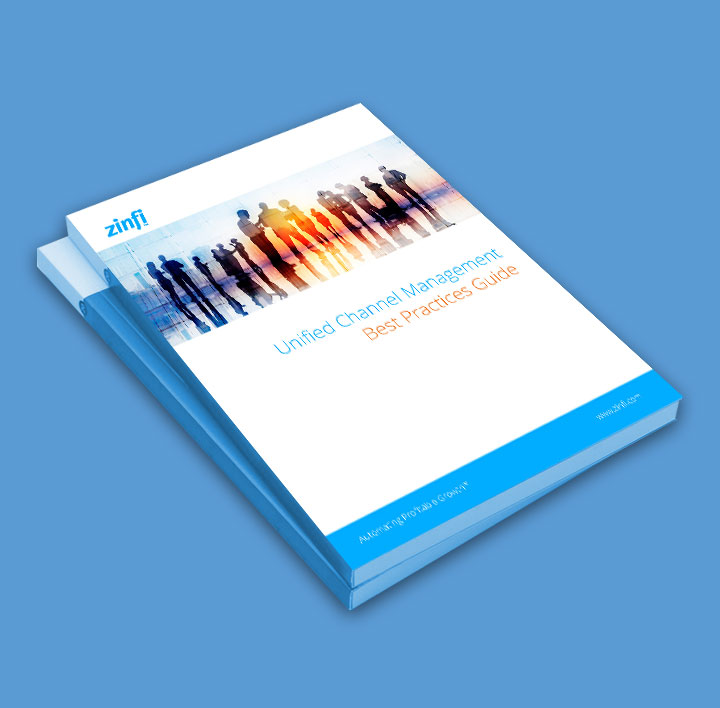 zinfi
Unified Channel Management
Best Practices Guide
Automating Profitable Growth
www.zinfi.com